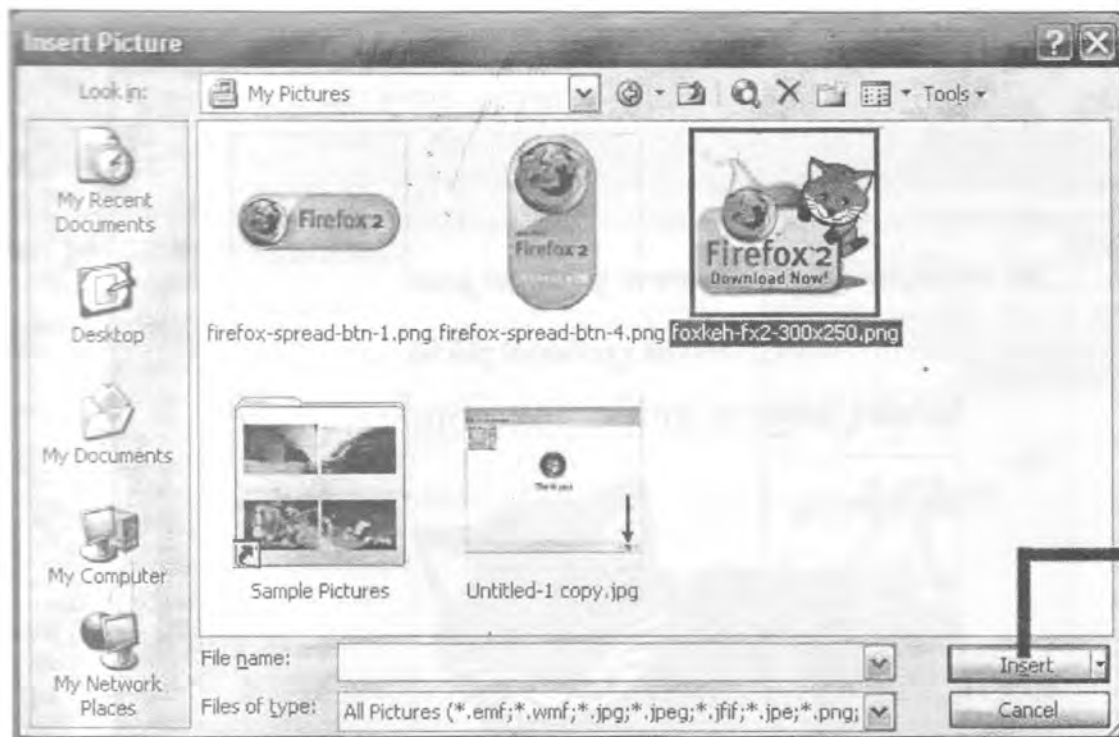 Insert Picture
Look in:
My Pictures
Tools
My Recent
Documents
Desktop
My Documents
My Computer
My Network
Places
Firefox 2
Firefox 2
Firefox 2
Download Now!
firefox-spread-btn-1.png
firefox-spread-btn-4.png
foxkeh-fx2-300x250.png
Thank you
Sample Pictures
Untitled-1 copy.jpg
File name:
Insert
Files of type:
All Pictures (*.emf;*.wmf;*.jpg;*.jpeg;*.jfif;*.jpe;*.png;
Cancel